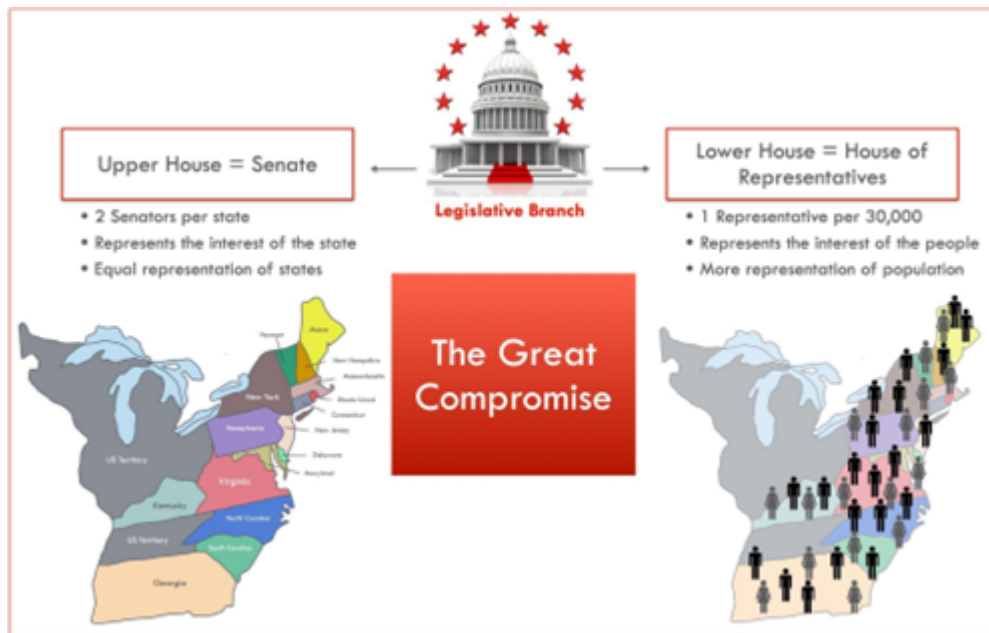 Upper House = Senate
Legislative Branch
Lower House = House of
Representatives
• 2 Senators per state
• Represents the interest of the state
• Equal representation of states
• 1 Representative per 30,000
• Represents the interest of the people
• More representation of population
The Great
Compromise
Vermont
Maine
New Hampshire
Massachusetts
New York
Rhode Island
Connecticut
Pennsylvania
New Jersey
US Territory
Delaware
Maryland
Virginia
Kentucky
North Carolina
US Territory
South Carolina
Georgia